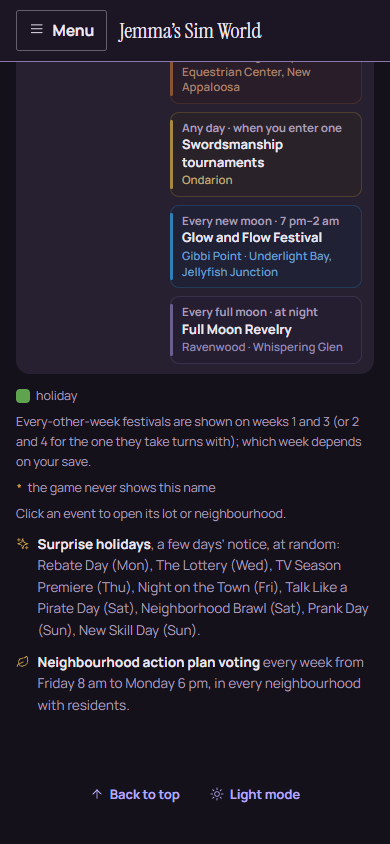 Menu
Jemma's Sim World
Equestrian Center, New
Appaloosa
Any day · when you enter one
Swordsmanship
tournaments
Ondarion
Every new moon · 7 pm–2 am
Glow and Flow Festival
Gibbi Point · Underlight Bay,
Jellyfish Junction
Every full moon · at night
Full Moon Revelry
Ravenwood · Whispering Glen
holiday
Every-other-week festivals are shown on weeks 1 and 3 (or 2
and 4 for the one they take turns with); which week depends
on your save.
* the game never shows this name
Click an event to open its lot or neighbourhood.
Surprise holidays, a few days' notice, at random:
Rebate Day (Mon), The Lottery (Wed), TV Season
Premiere (Thu), Night on the Town (Fri), Talk Like a
Pirate Day (Sat), Neighborhood Brawl (Sat), Prank Day
(Sun), New Skill Day (Sun).
Neighbourhood action plan voting every week from
Friday 8 am to Monday 6 pm, in every neighbourhood
with residents.
Back to top
Light mode